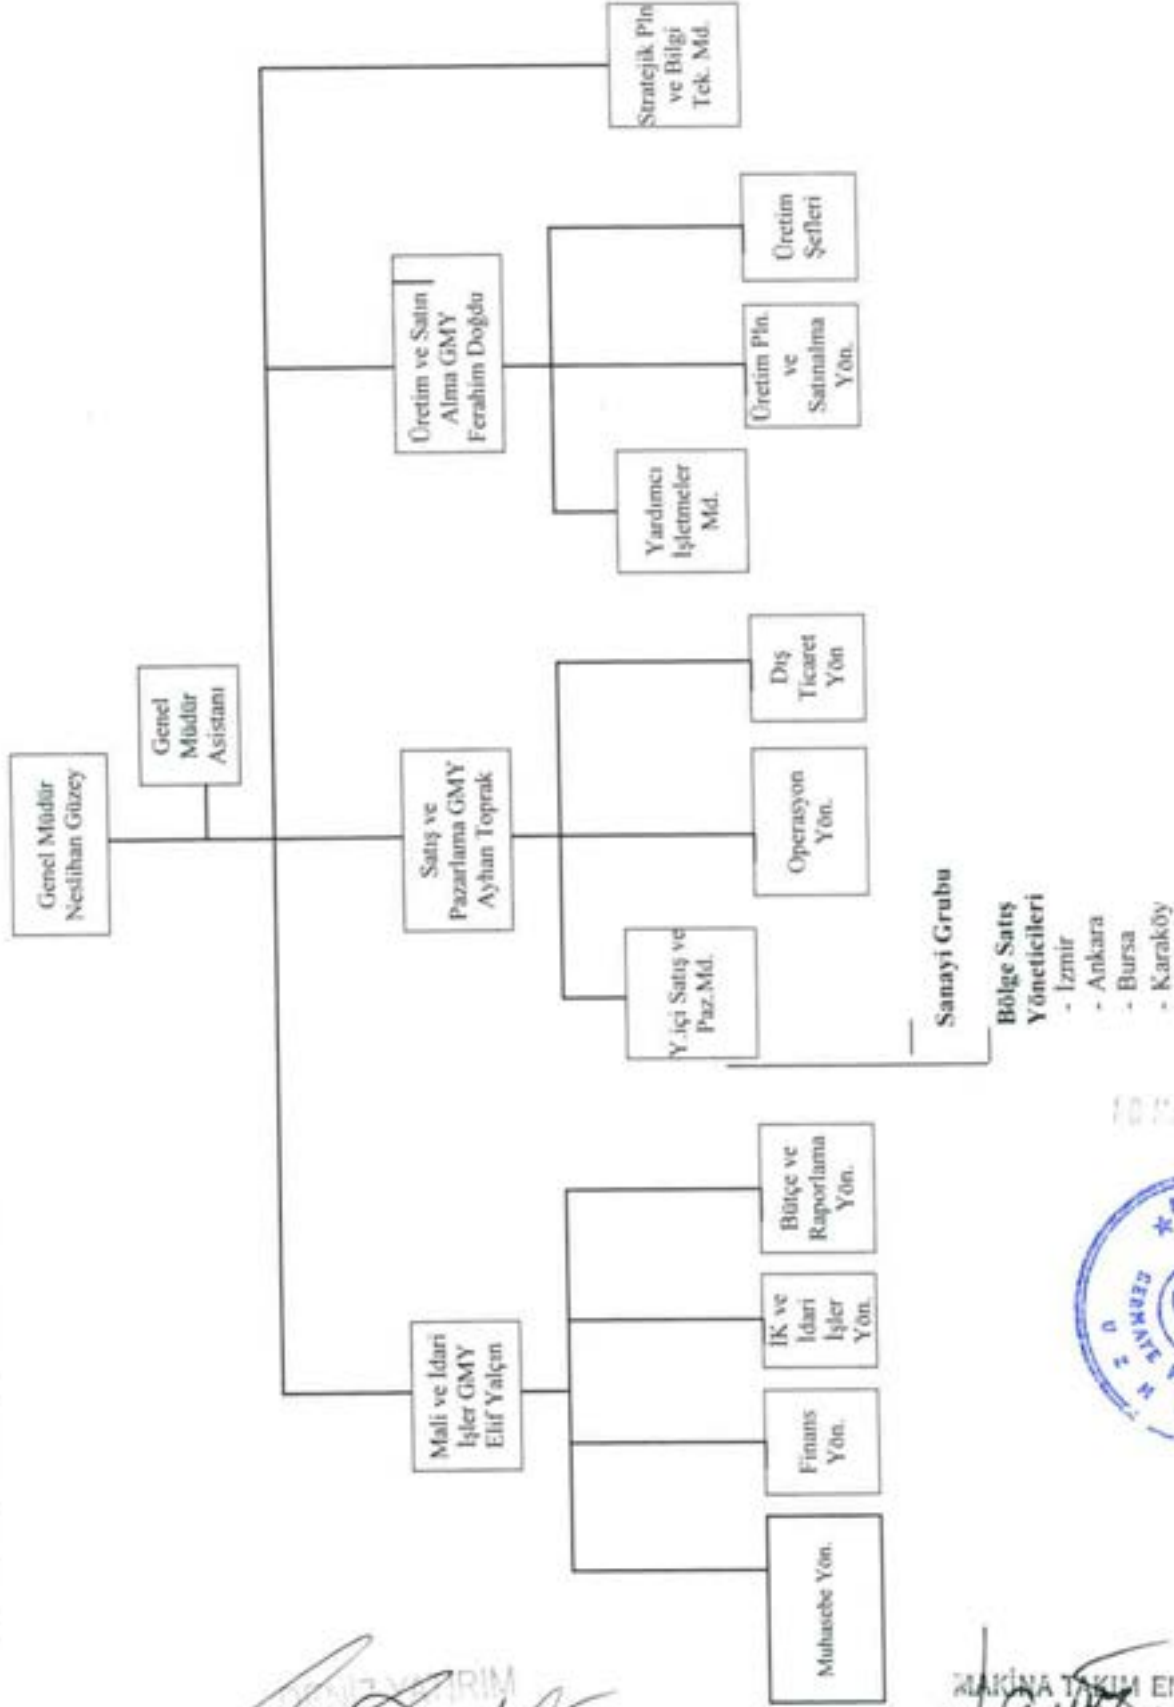 Genel Müdür
Neslihan Güzey
Genel
Müdür
Asistanı
Mali ve İdari
İşler GMY
Elif Yalçın
Satış ve
Pazarlama GMY
Ayhan Toprak
Üretim ve Satın
Alma GMY
Ferahim Doğdu
Stratejik Pln
ve Bilgi
Tek. Md.
Muhasebe Yön.
Finans
Yön.
İK ve
İdari
İşler
Yön.
Bütçe ve
Raporlama
Yön.
Y.içi Satış ve
Paz.Md.
Operasyon
Yön.
Dış
Ticaret
Yön
Yardımcı
İşletmeler
Md.
Üretim Pln.
ve
Satınalma
Yön.
Üretim
Şefleri
Sanayi Grubu
Bölge Satış
Yöneticileri
- İzmir
- Ankara
- Bursa
- Karaköy
MAKİNA TAKIM